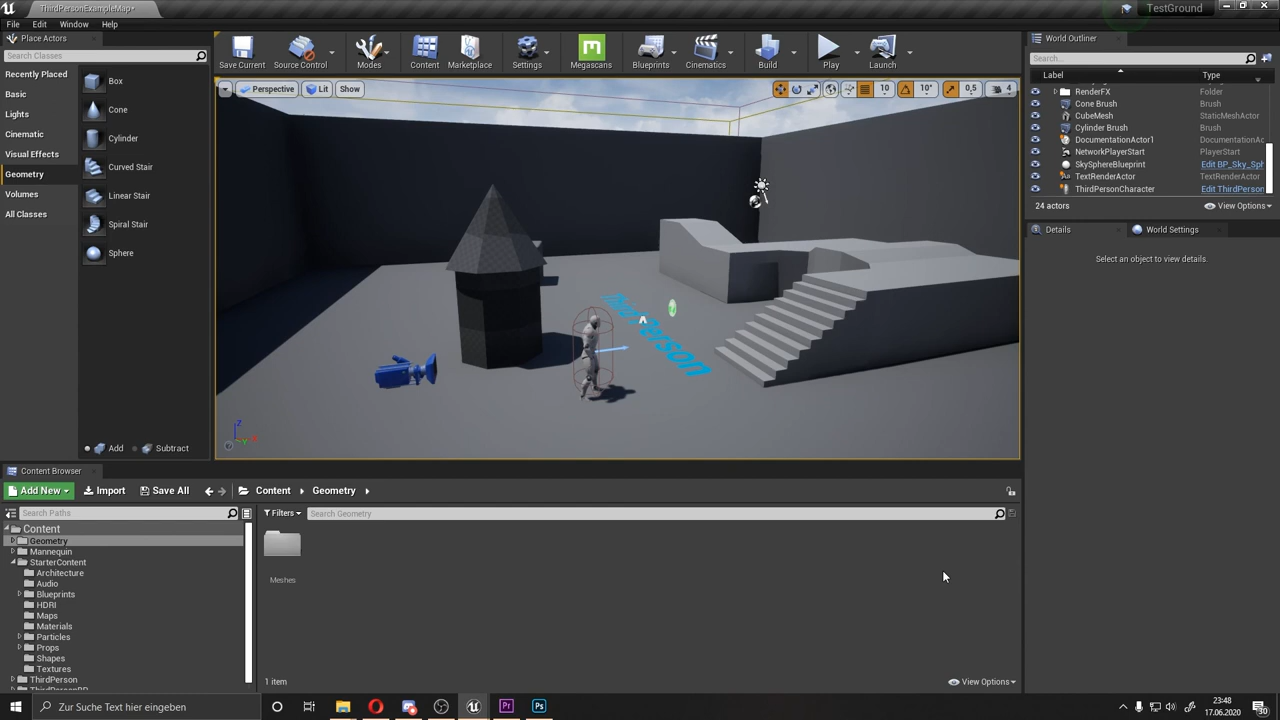 ThirdPersonExampleMap*
TestGround
File Edit Window Help
Place Actors
Search Classes
Recently Placed
Basic
Lights
Cinematic
Visual Effects
Geometry
Volumes
All Classes
Box
Cone
Cylinder
Curved Stair
Linear Stair
Spiral Stair
Sphere
Add Subtract
Save Current Source Control Modes Content Marketplace Settings Megascans Blueprints Cinematics Build Play Launch
Perspective Lit Show
10 10° 0,5 4
ThirdPerson
X Y Z
World Outliner
Search...
Label Type
RenderFX Folder
Cone Brush Brush
CubeMesh StaticMeshActor
Cylinder Brush Brush
DocumentationActor1 DocumentationAc
NetworkPlayerStart PlayerStart
SkySphereBlueprint Edit BP_Sky_Sph
TextRenderActor TextRenderActor
ThirdPersonCharacter Edit ThirdPerson
24 actors View Options
Details World Settings
Select an object to view details.
Content Browser
Add New Import Save All Content Geometry
Search Paths
Filters Search Geometry
Content
Geometry
Mannequin
StarterContent
Architecture
Audio
Blueprints
HDRI
Maps
Materials
Particles
Props
Shapes
Textures
ThirdPerson
ThirdPersonBP
Meshes
1 item View Options
Zur Suche Text hier eingeben
Pr Ps
23:48
17.06.2020
30